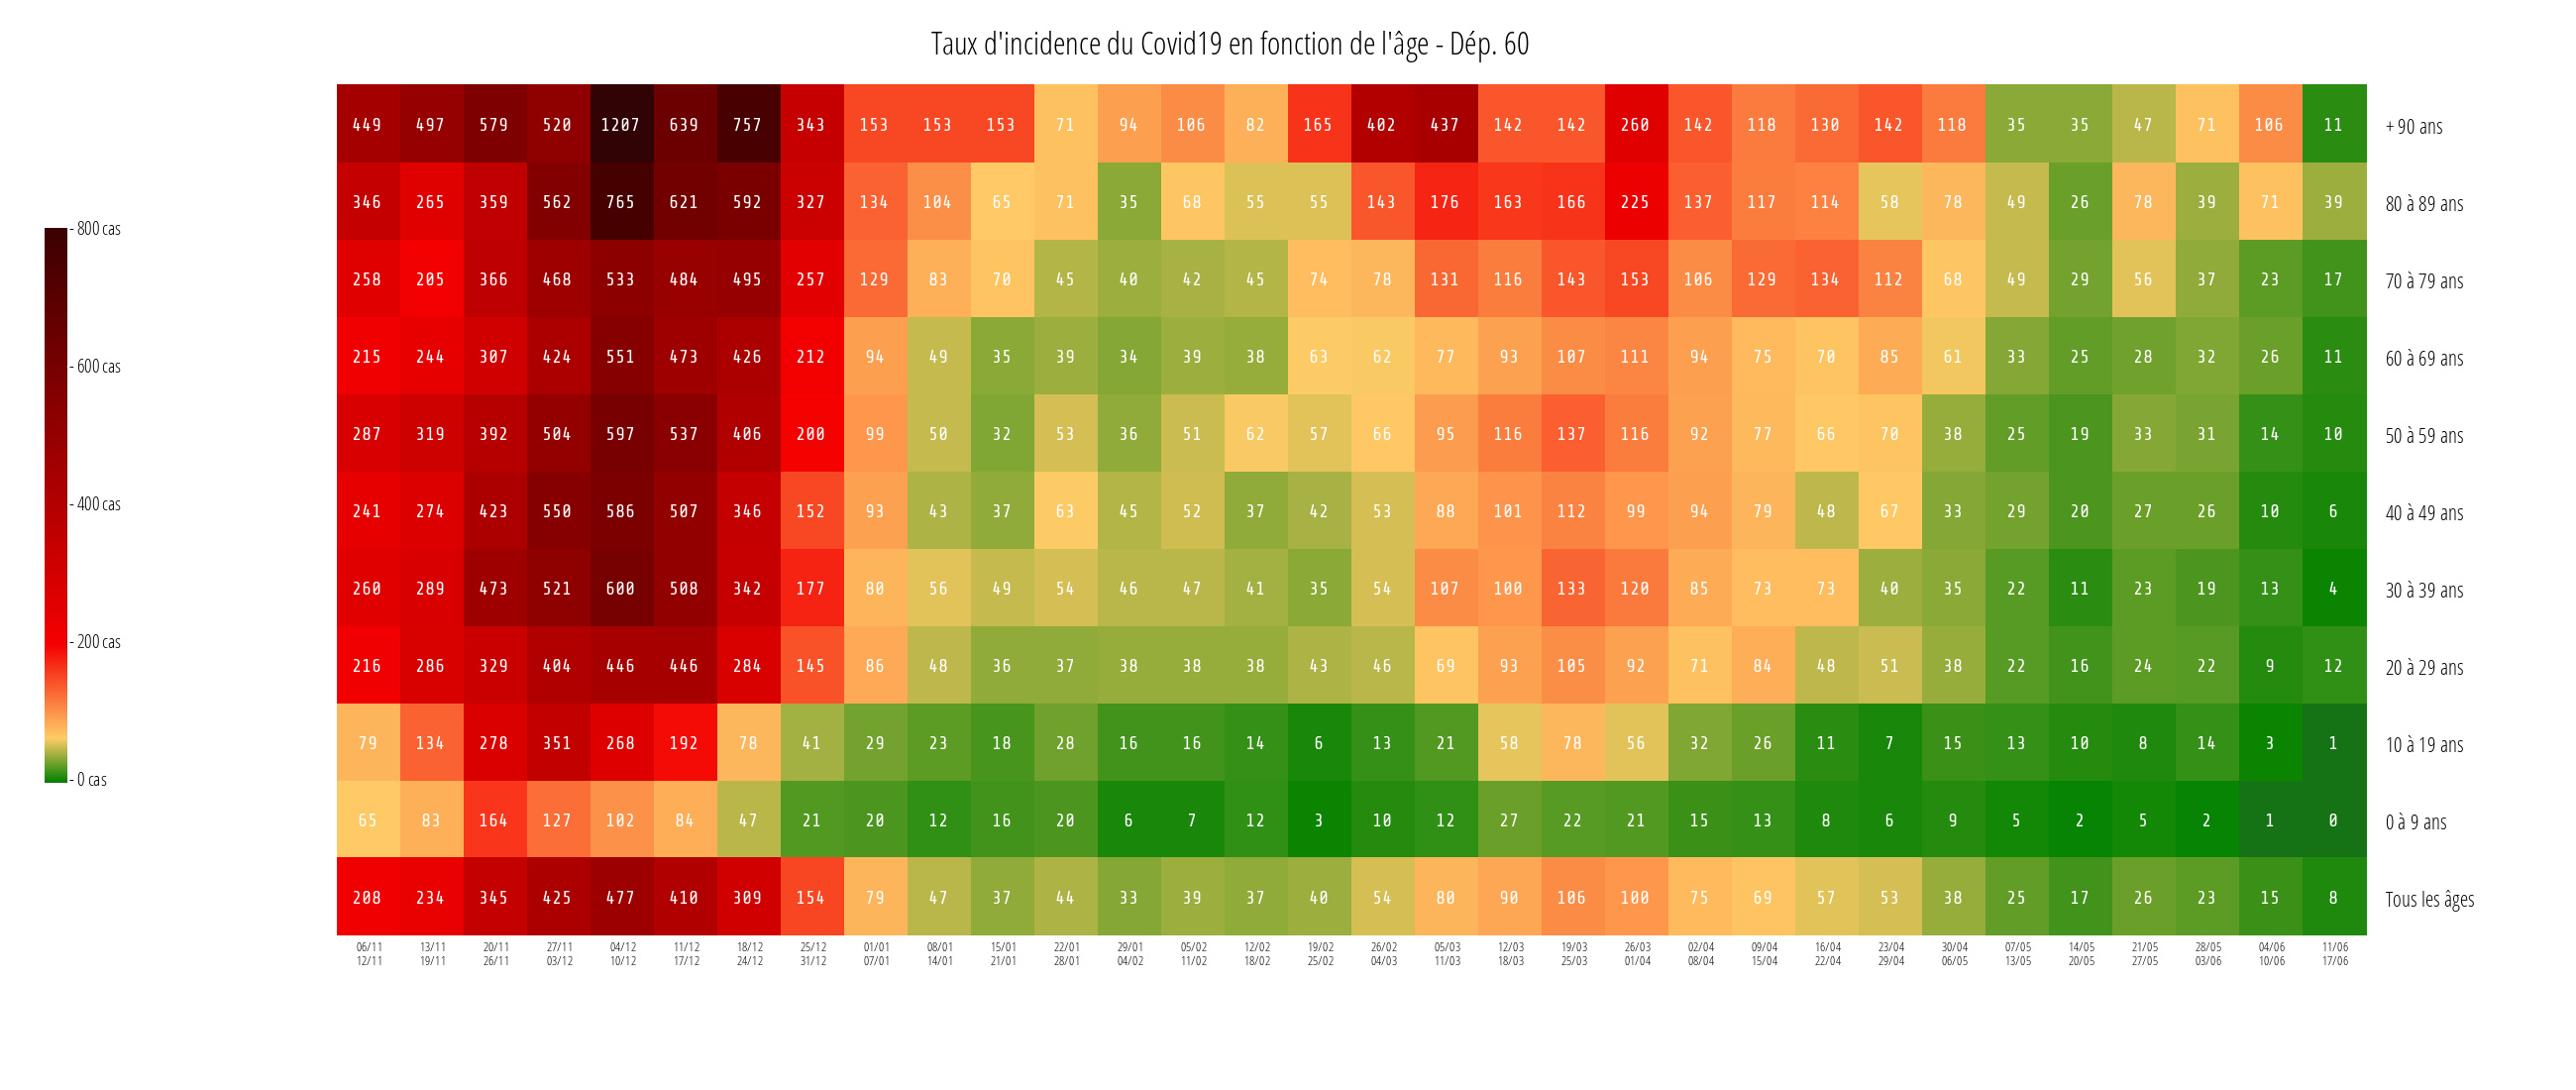 Taux d'incidence du Covid19 en fonction de l'âge - Dép. 60
- 800 cas
- 600 cas
- 400 cas
- 200 cas
- 0 cas
449 497 579 520 1207 639 757 343 153 153 153 71 94 106 82 165 402 437 142 142 260 142 118 130 142 118 35 35 47 71 106 11 + 90 ans
346 265 359 562 765 621 592 327 134 104 65 71 35 68 55 55 143 176 163 166 225 137 117 114 58 78 49 26 78 39 71 39 80 à 89 ans
258 205 366 468 533 484 495 257 129 83 70 45 40 42 45 74 78 131 116 143 153 106 129 134 112 68 49 29 56 37 23 17 70 à 79 ans
215 244 307 424 551 473 426 212 94 49 35 39 34 39 38 63 62 77 93 107 111 94 75 70 85 61 33 25 28 32 26 11 60 à 69 ans
287 319 392 504 597 537 406 200 99 50 32 53 36 51 62 57 66 95 116 137 116 92 77 66 70 38 25 19 33 31 14 10 50 à 59 ans
241 274 423 550 586 507 346 152 93 43 37 63 45 52 37 42 53 88 101 112 99 94 79 48 67 33 29 20 27 26 10 6 40 à 49 ans
260 289 473 521 600 508 342 177 80 56 49 54 46 47 41 35 54 107 100 133 120 85 73 73 40 35 22 11 23 19 13 4 30 à 39 ans
216 286 329 404 446 446 284 145 86 48 36 37 38 38 38 43 46 69 93 105 92 71 84 48 51 38 22 16 24 22 9 12 20 à 29 ans
79 134 278 351 268 192 78 41 29 23 18 28 16 16 14 6 13 21 58 78 56 32 26 11 7 15 13 10 8 14 3 1 10 à 19 ans
65 83 164 127 102 84 47 21 20 12 16 20 6 7 12 3 10 12 27 22 21 15 13 8 6 9 5 2 5 2 1 0 0 à 9 ans
208 234 345 425 477 410 309 154 79 47 37 44 33 39 37 40 54 80 90 106 100 75 69 57 53 38 25 17 26 23 15 8 Tous les âges
06/11 13/11 20/11 27/11 04/12 11/12 18/12 25/12 01/01 08/01 15/01 22/01 29/01 05/02 12/02 19/02 26/02 05/03 12/03 19/03 26/03 02/04 09/04 16/04 23/04 30/04 07/05 14/05 21/05 28/05 04/06 11/06
12/11 19/11 26/11 03/12 10/12 17/12 24/12 31/12 07/01 14/01 21/01 28/01 04/02 11/02 18/02 25/02 04/03 11/03 18/03 25/03 01/04 08/04 15/04 22/04 29/04 06/05 13/05 20/05 27/05 03/06 10/06 17/06